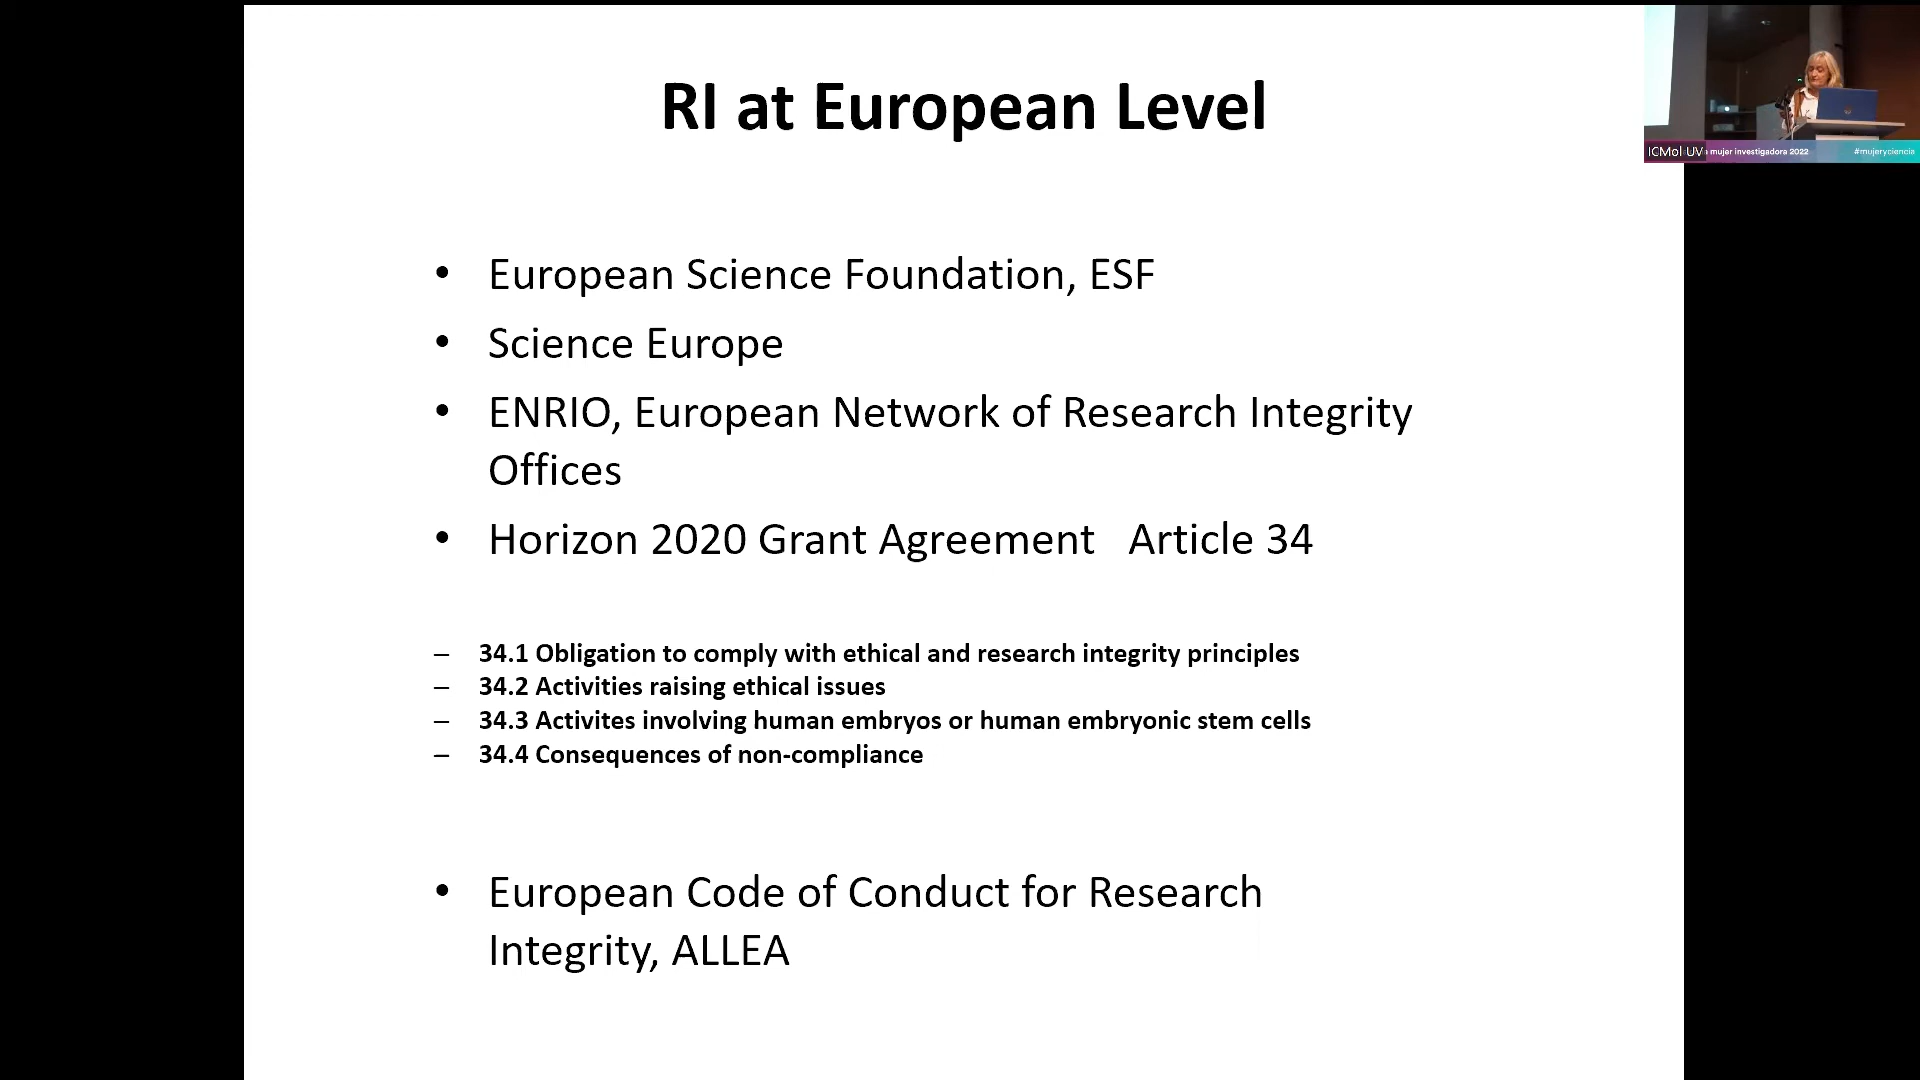 RI at European Level
ICMol UV
mujer investigadora 2022
#mujeryciencia
• European Science Foundation, ESF
• Science Europe
• ENRIO, European Network of Research Integrity
Offices
• Horizon 2020 Grant Agreement Article 34
– 34.1 Obligation to comply with ethical and research integrity principles
– 34.2 Activities raising ethical issues
– 34.3 Activites involving human embryos or human embryonic stem cells
– 34.4 Consequences of non-compliance
• European Code of Conduct for Research
Integrity, ALLEA